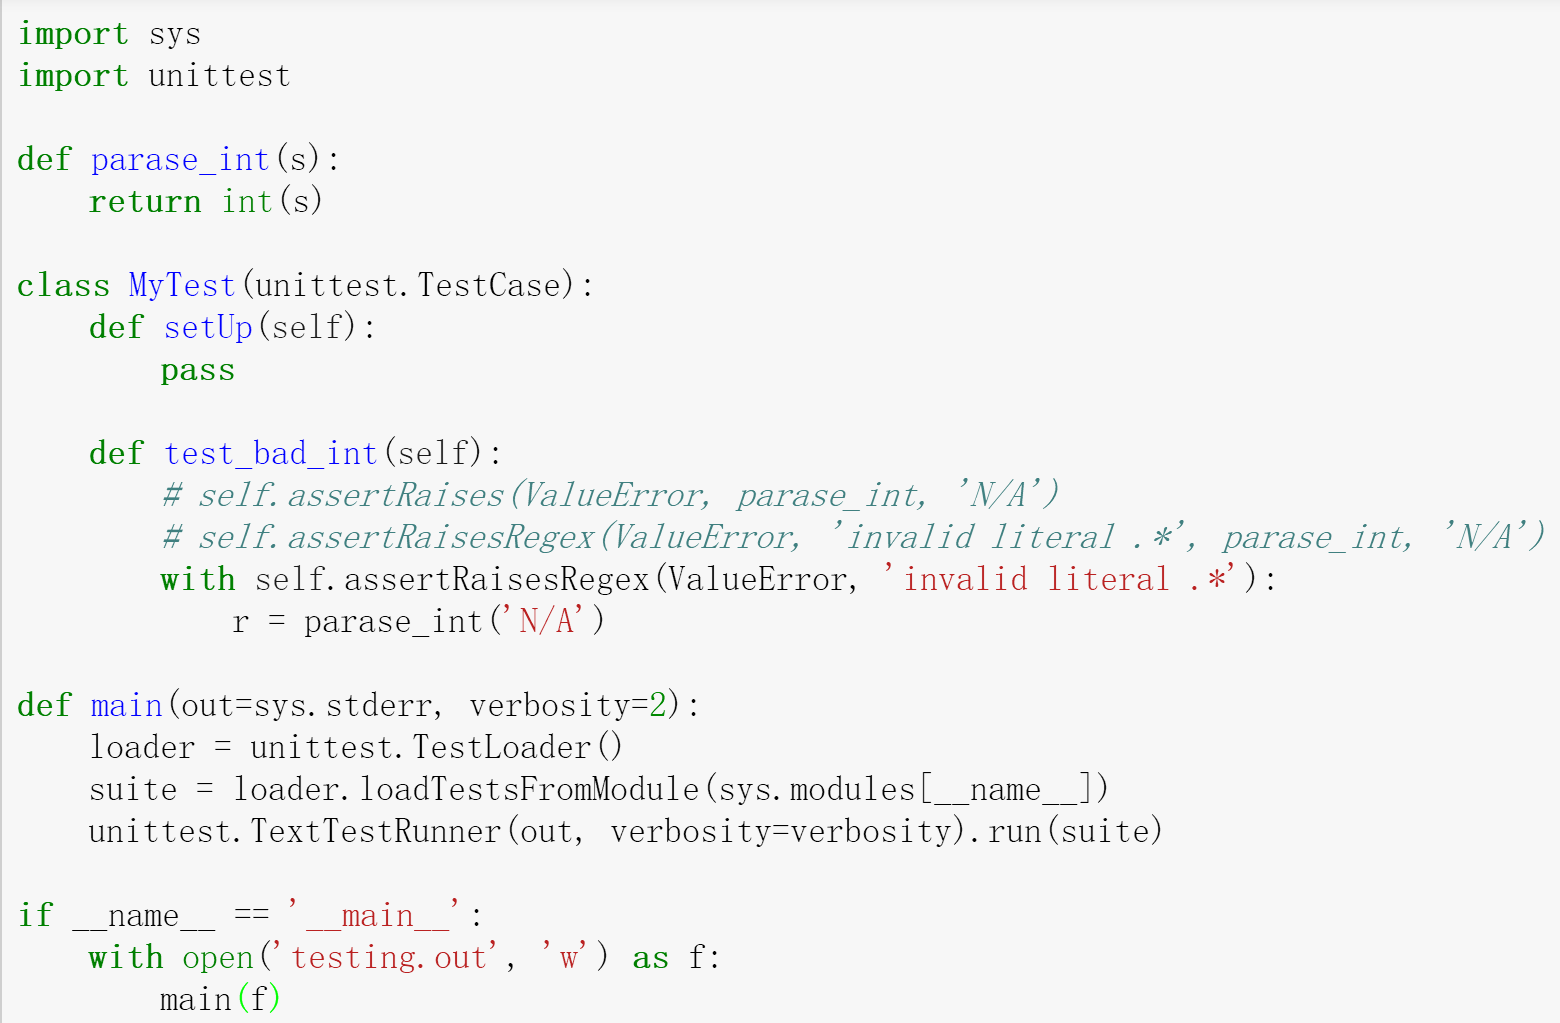 import sys
import unittest
def parase_int(s):
    return int(s)
class MyTest(unittest.TestCase):
    def setUp(self):
        pass
    def test_bad_int(self):
        # self.assertRaises(ValueError, parase_int, 'N/A')
        # self.assertRaisesRegex(ValueError, 'invalid literal .*', parase_int, 'N/A')
        with self.assertRaisesRegex(ValueError, 'invalid literal .*'):
            r = parase_int('N/A')
def main(out=sys.stderr, verbosity=2):
    loader = unittest.TestLoader()
    suite = loader.loadTestsFromModule(sys.modules[__name__])
    unittest.TextTestRunner(out, verbosity=verbosity).run(suite)
if __name__ == '__main__':
    with open('testing.out', 'w') as f:
        main(f)